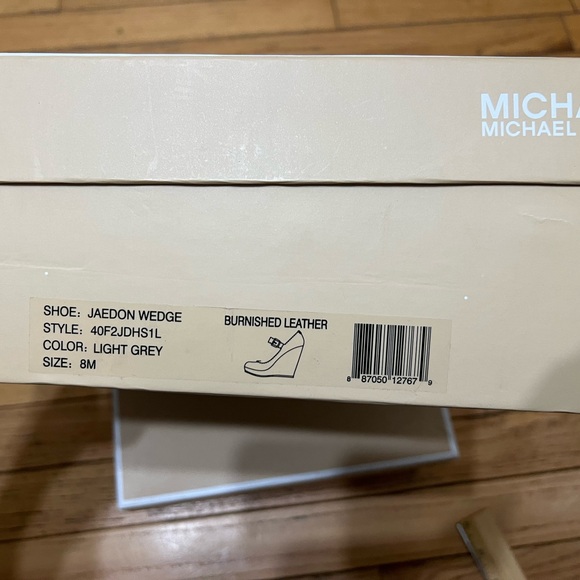 MICHA
MICHAEL
SHOE: JAEDON WEDGE
STYLE: 40F2JDHS1L
COLOR: LIGHT GREY
SIZE: 8M
BURNISHED LEATHER
8 87050 12767 9